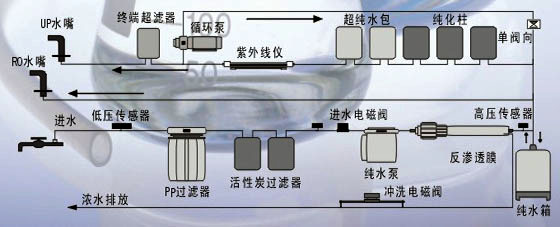 终端超滤器
循环泵
超纯水包
纯化柱
UP水嘴
单阀向
紫外线仪
RO水嘴
进水
低压传感器
进水电磁阀
高压传感器
反渗透膜
PP过滤器
活性炭过滤器
纯水泵
纯水箱
浓水排放
冲洗电磁阀